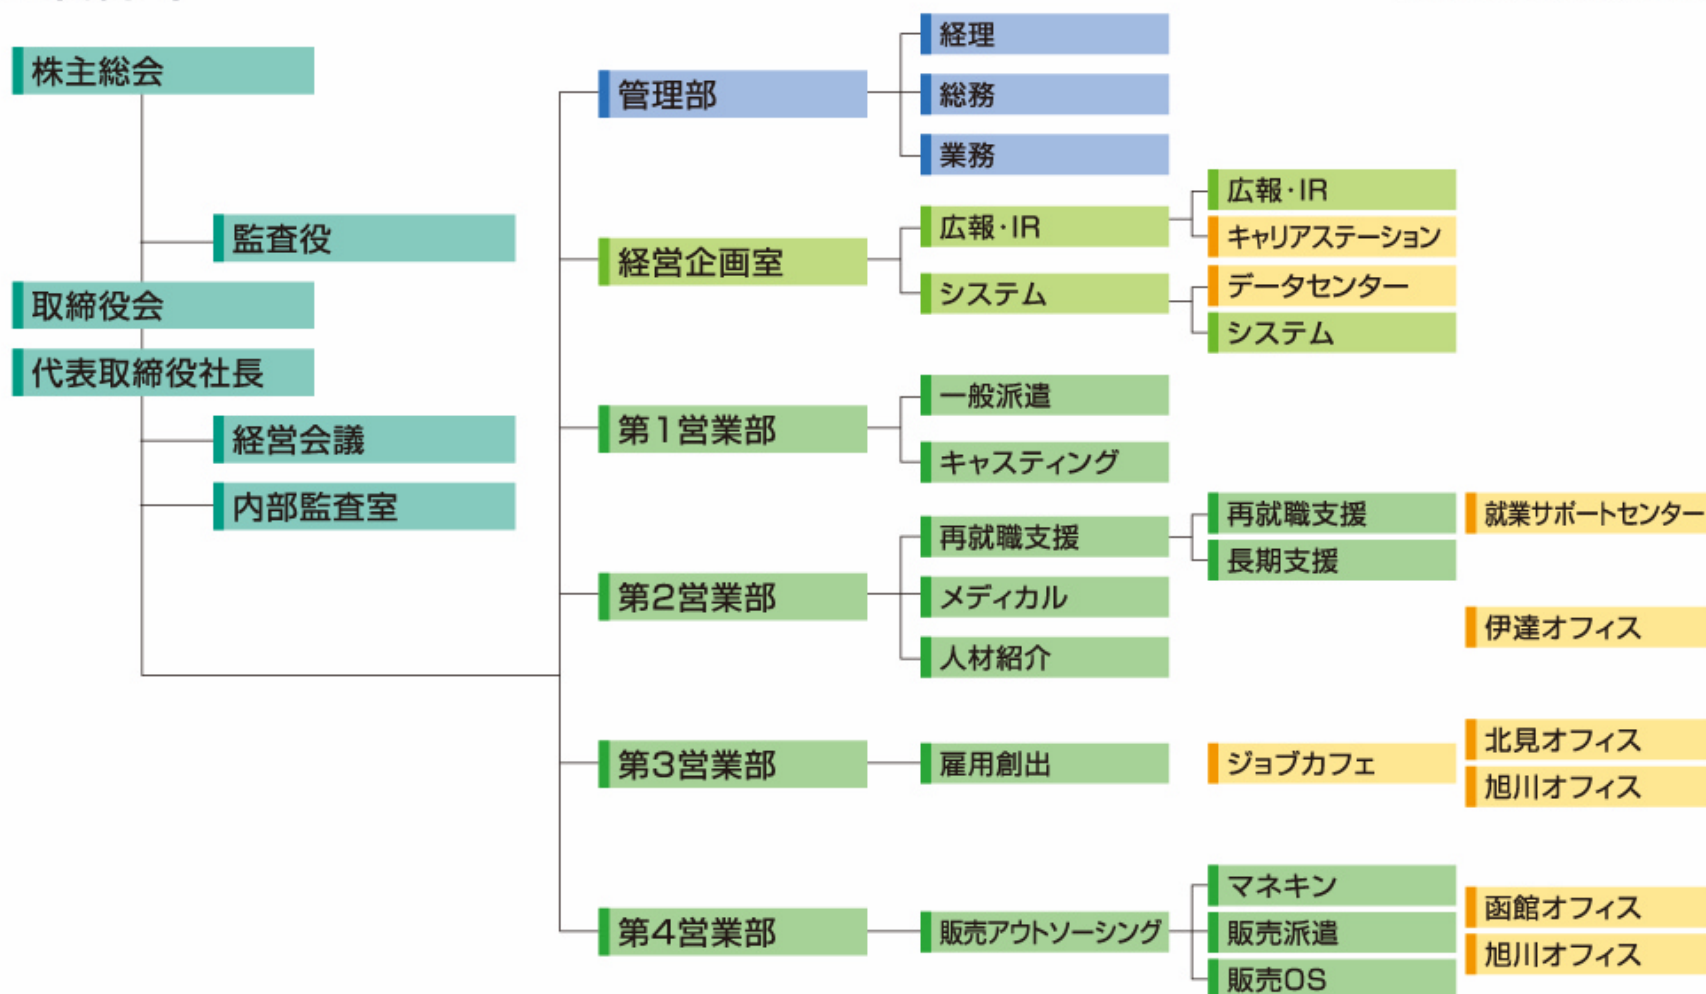 株主総会
監査役
取締役会
代表取締役社長
経営会議
内部監査室
管理部
経理
総務
業務
経営企画室
広報・IR
広報・IR
キャリアステーション
システム
データセンター
システム
第1営業部
一般派遣
キャスティング
第2営業部
再就職支援
再就職支援
就業サポートセンター
長期支援
メディカル
人材紹介
伊達オフィス
第3営業部
雇用創出
ジョブカフェ
北見オフィス
旭川オフィス
第4営業部
販売アウトソーシング
マネキン
販売派遣
販売OS
函館オフィス
旭川オフィス